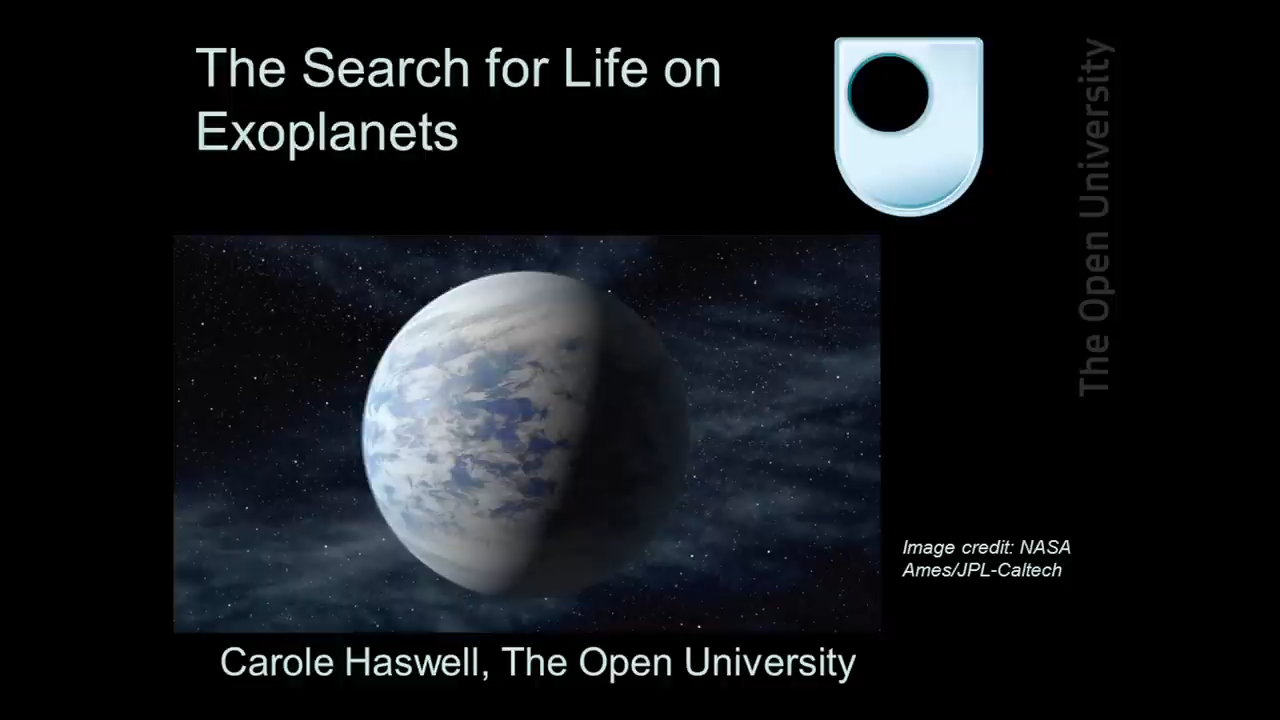 The Search for Life on
Exoplanets
The Open University
Image credit: NASA
Ames/JPL-Caltech
Carole Haswell, The Open University